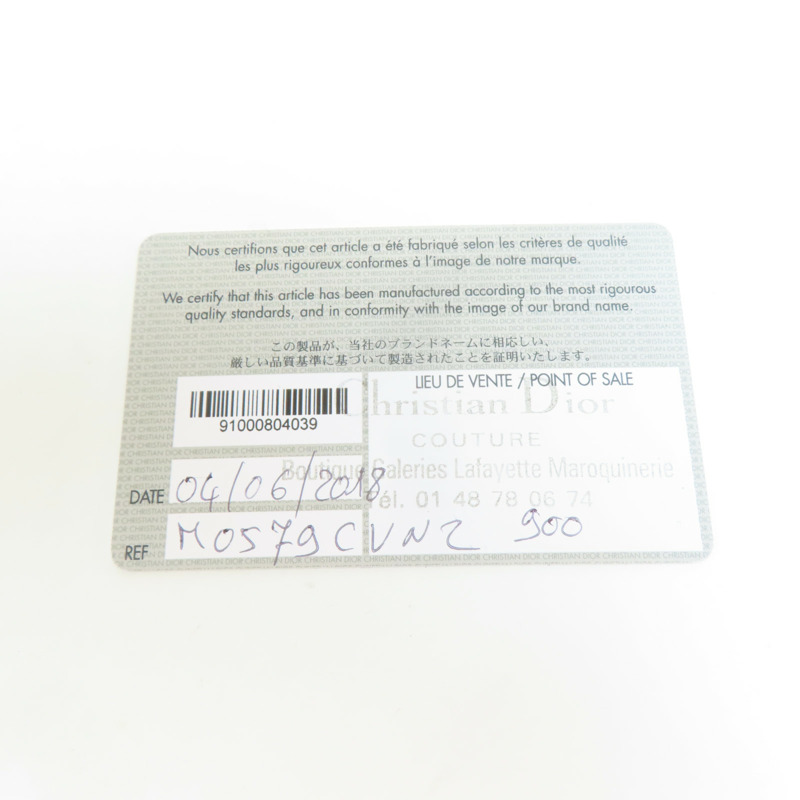 Nous certifions que cet article a été fabriqué selon les critères de qualité
les plus rigoureux conformes à l'image de notre marque.
We certify that this article has been manufactured according to the most rigourous
quality standards, and in conformity with the image of our brand name.
この製品が、当社のブランドネームに相応しい、
厳しい品質基準に基づいて製造されたことを証明いたします。
91000804039
LIEU DE VENTE / POINT OF SALE
Christian Dior
COUTURE
Boutique Galeries Lafayette Maroquinerie
Tél. 01 48 78 06 74
DATE 04/06/2018
REF M0579CVNZ 900